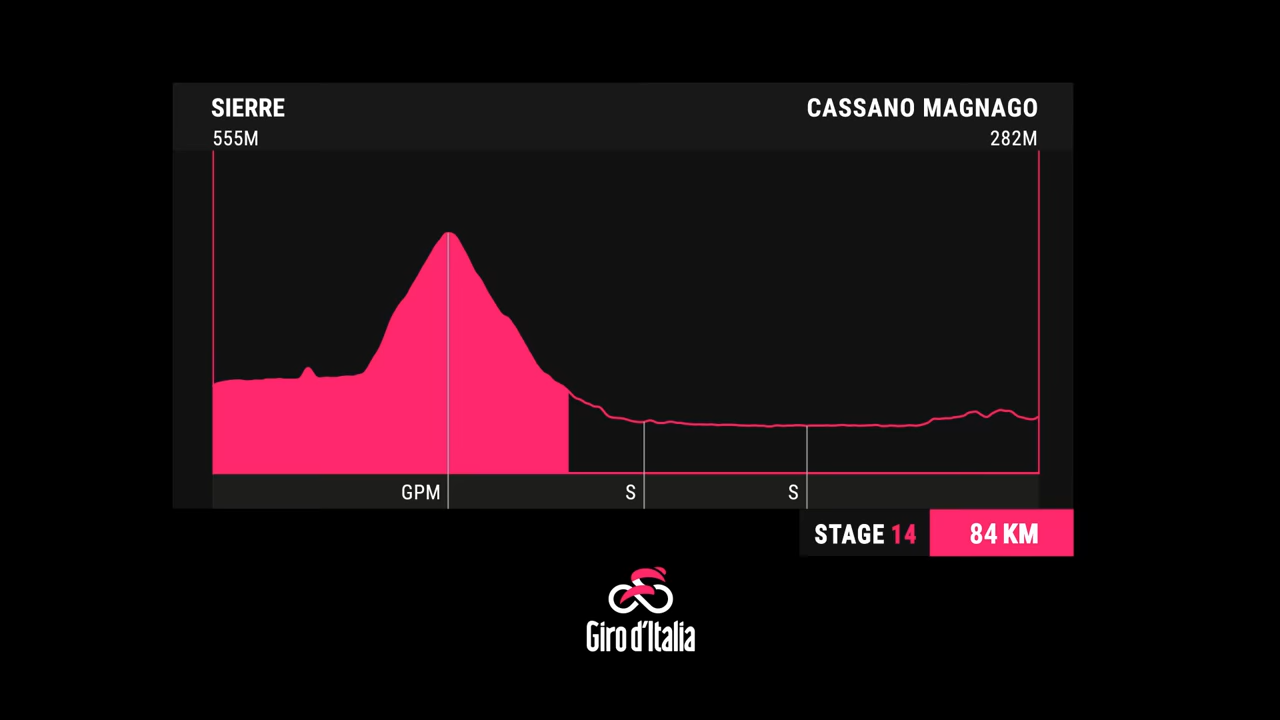 SIERRE
555M
CASSANO MAGNAGO
282M
GPM
S
S
STAGE 14
84 KM
Giro d'Italia